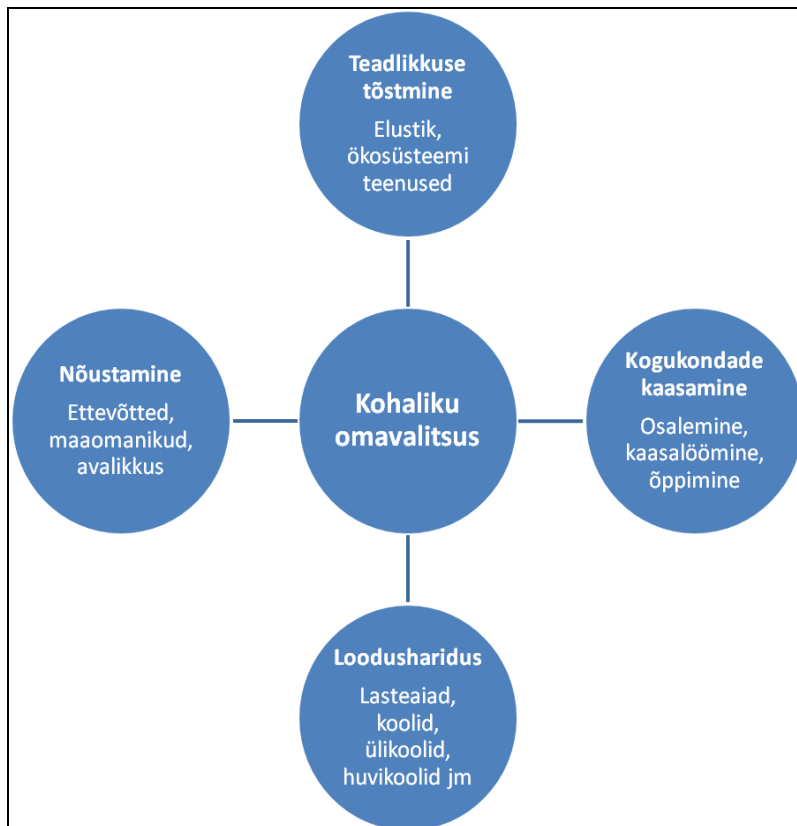 Teadlikkuse
tõstmine
Elustik,
ökosüsteemi
teenused
Nõustamine
Ettevõtted,
maaomanikud,
avalikkus
Kohaliku
omavalitsus
Kogukondade
kaasamine
Osalemine,
kaasalöömine,
õppimine
Loodusharidus
Lasteaiad,
koolid,
ülikoolid,
huvikoolid jm